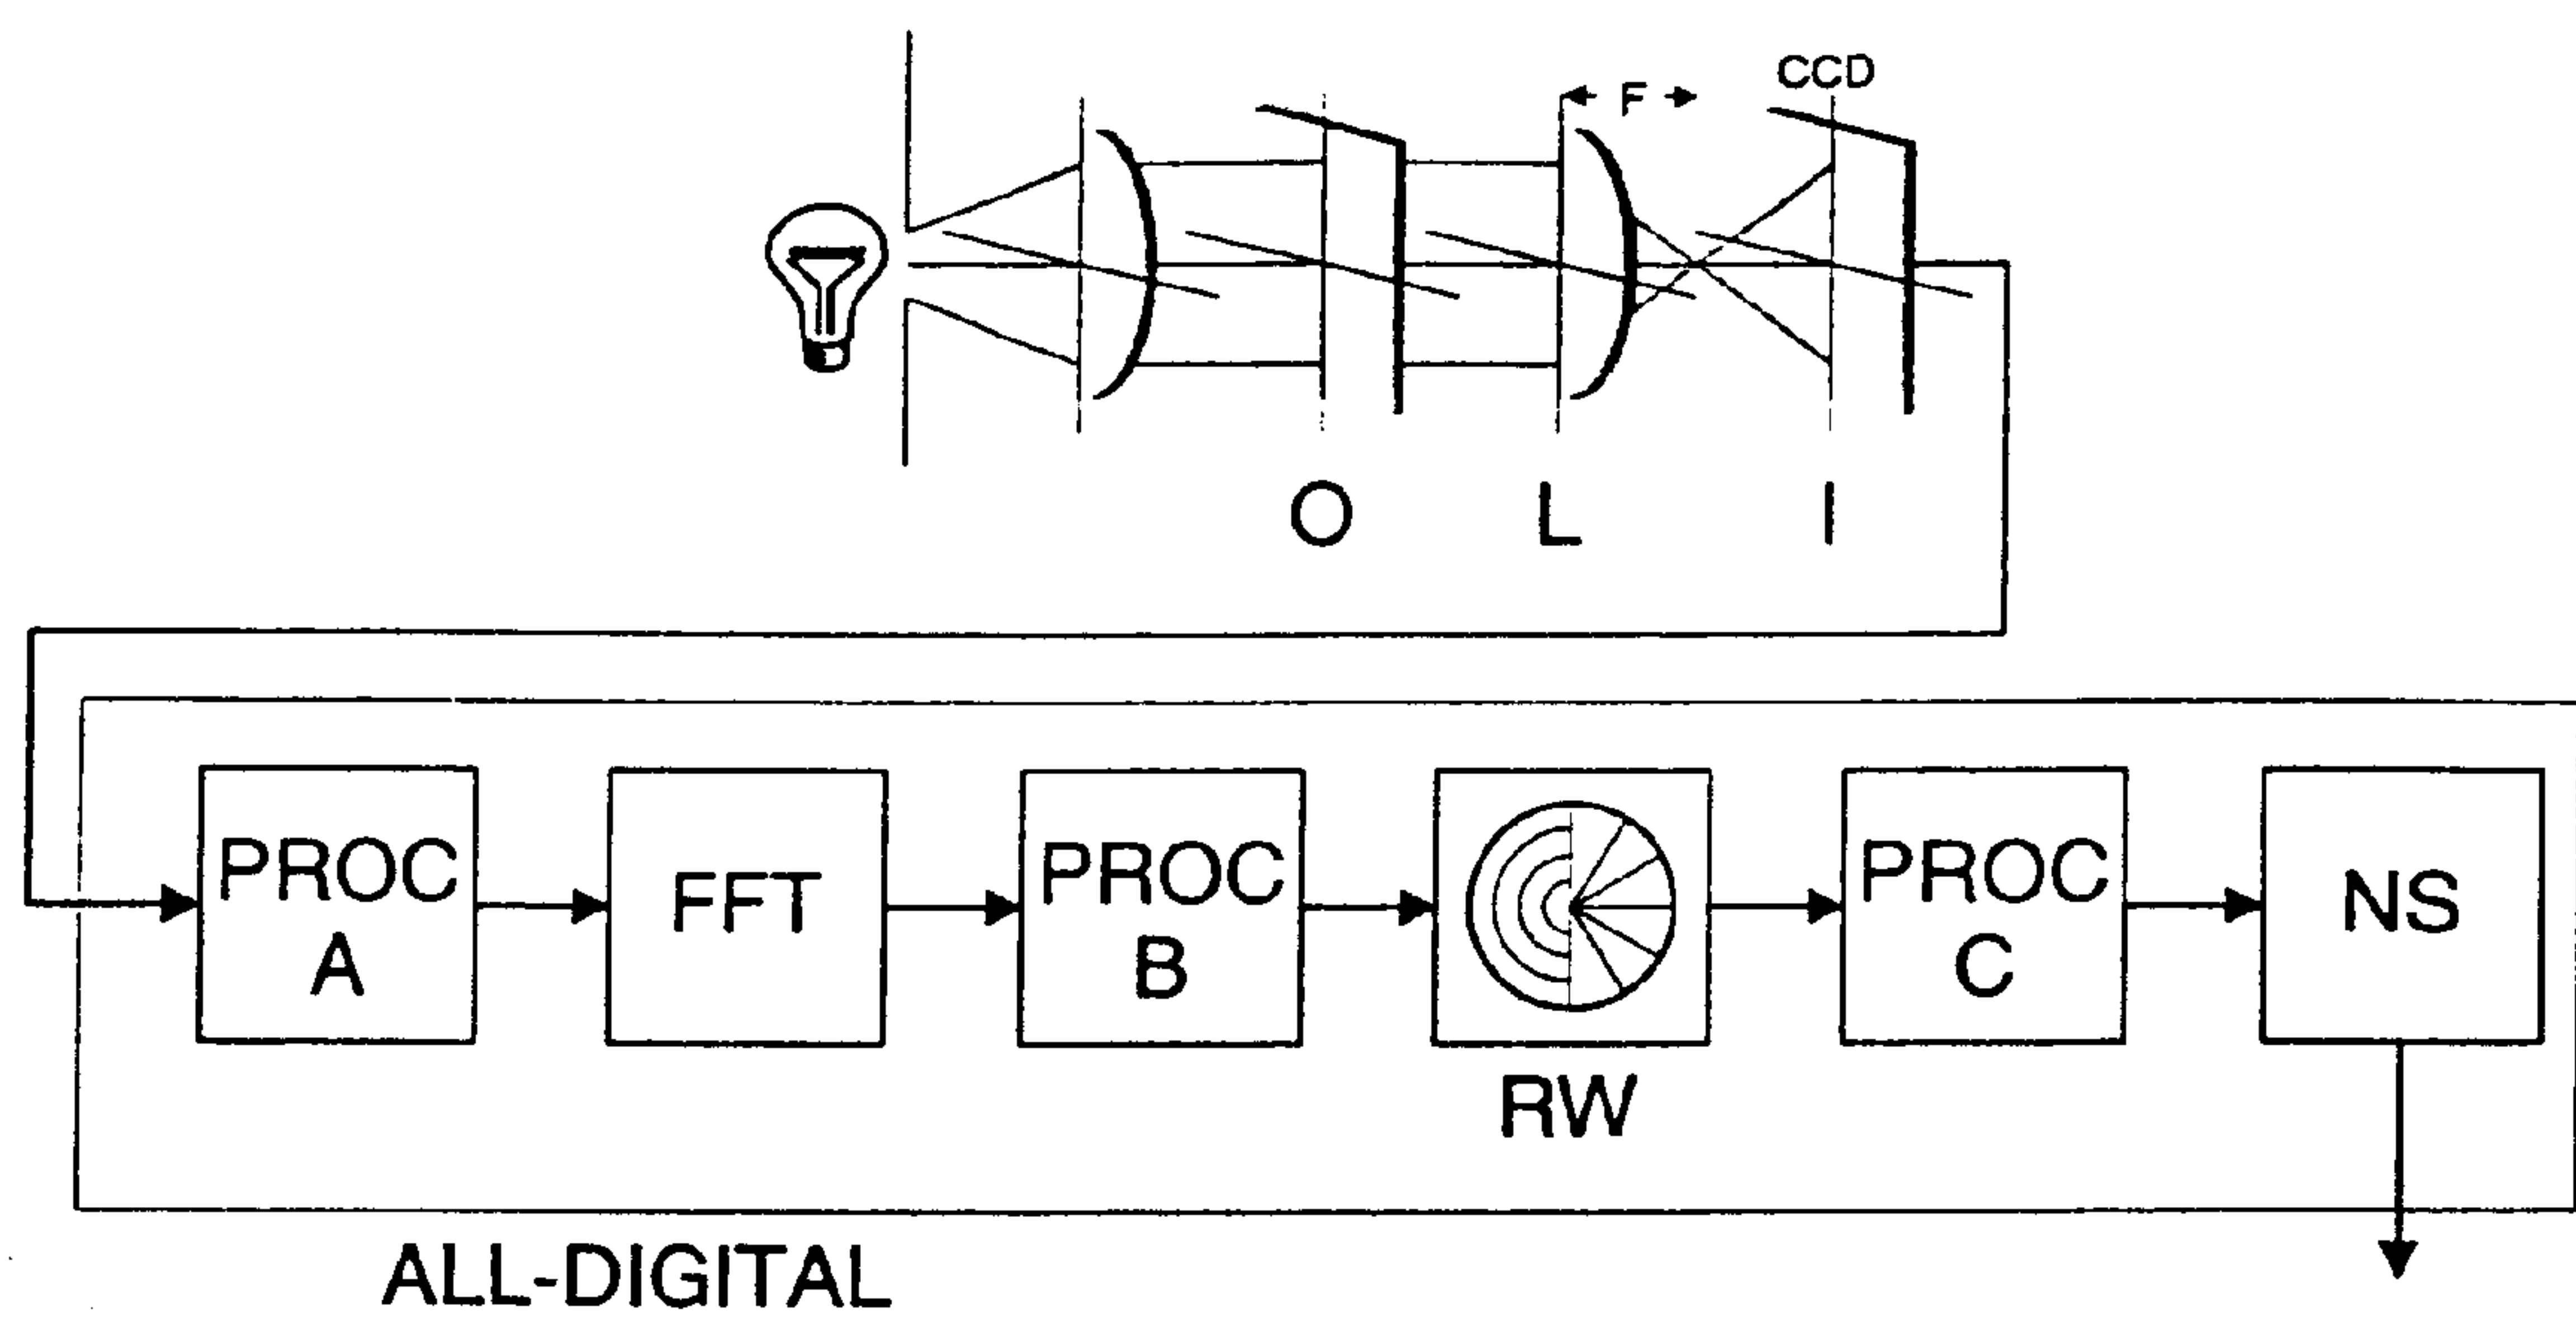 CCD
F
O L I
PROC A
FFT
PROC B
RW
PROC C
NS
ALL-DIGITAL